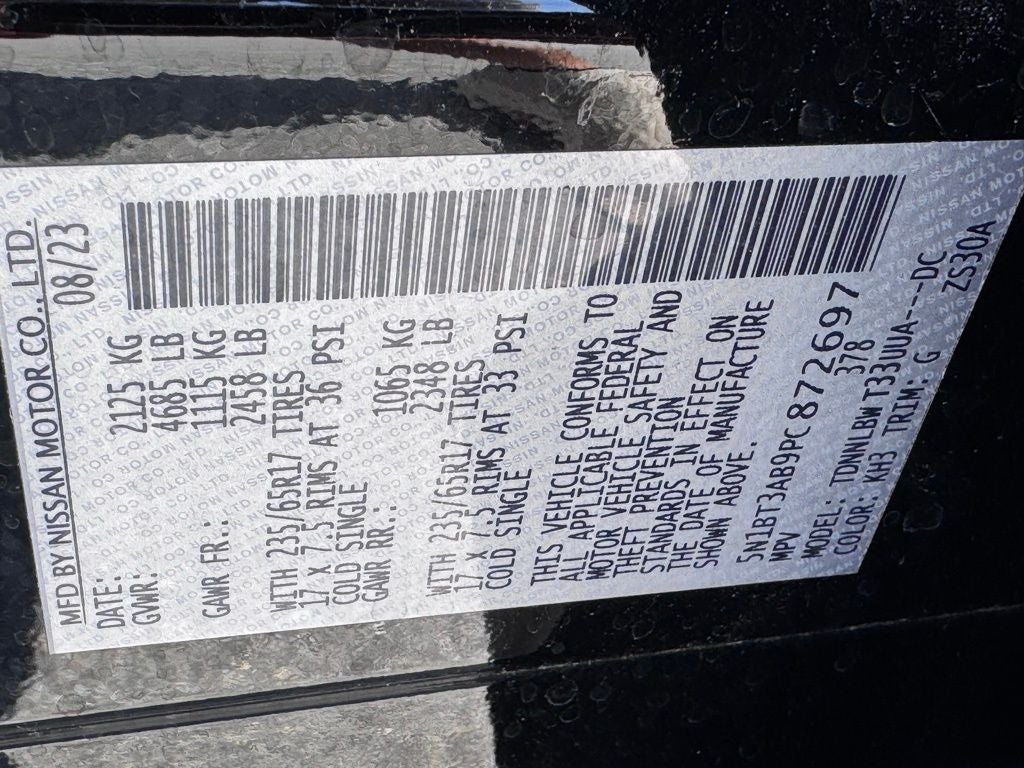 MFD BY NISSAN MOTOR CO., LTD.
DATE: 08/23
GVWR: 2125 KG
4685 LB
GAWR FR.: 1115 KG
2458 LB
WITH 235/65R17 TIRES
17 X 7.5 RIMS AT 36 PSI
COLD SINGLE
GAWR RR.: 1065 KG
2348 LB
WITH 235/65R17 TIRES
17 X 7.5 RIMS AT 33 PSI
COLD SINGLE
THIS VEHICLE CONFORMS TO
ALL APPLICABLE FEDERAL
MOTOR VEHICLE SAFETY AND
THEFT PREVENTION
STANDARDS IN EFFECT ON
THE DATE OF MANUFACTURE
SHOWN ABOVE.
5N1BT3AB9PC872697
MPV 378
MODEL: TDNNLBWT33UUA---DC
COLOR: KH3 TRIM: G ZS30A